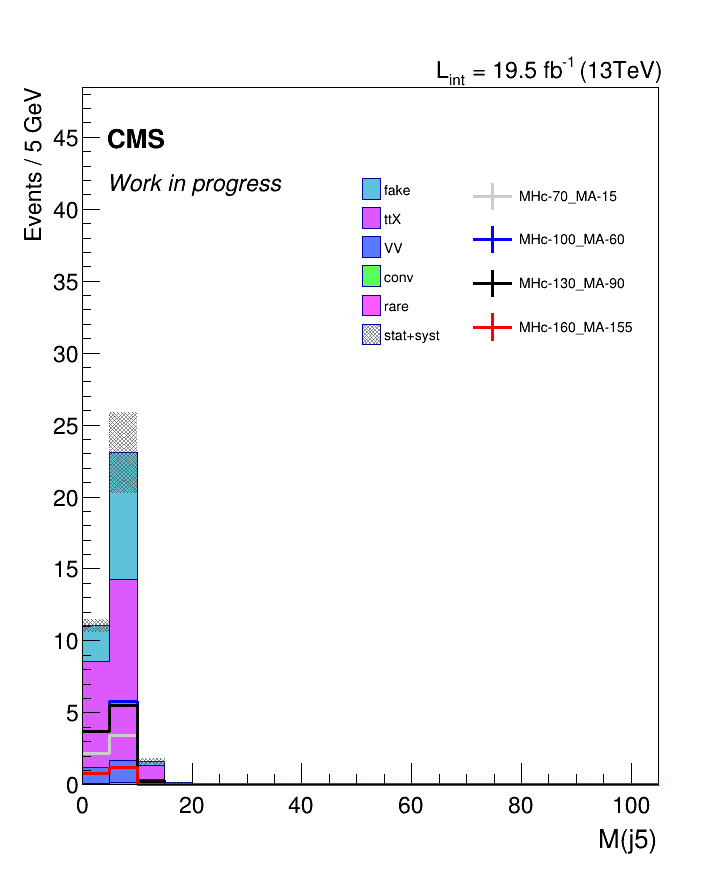 L_int = 19.5 fb^-1 (13TeV)
Events / 5 GeV
CMS
Work in progress
fake
ttX
VV
conv
rare
stat+syst
MHc-70_MA-15
MHc-100_MA-60
MHc-130_MA-90
MHc-160_MA-155
45
40
35
30
25
20
15
10
5
0
0 20 40 60 80 100
M(j5)